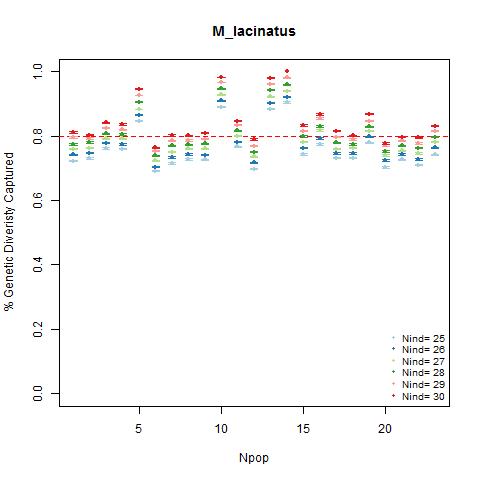 M_lacinatus
% Genetic Diveristy Captured
1.0
0.8
0.6
0.4
0.2
0.0
Nind= 25
Nind= 26
Nind= 27
Nind= 28
Nind= 29
Nind= 30
5
10
15
20
Npop